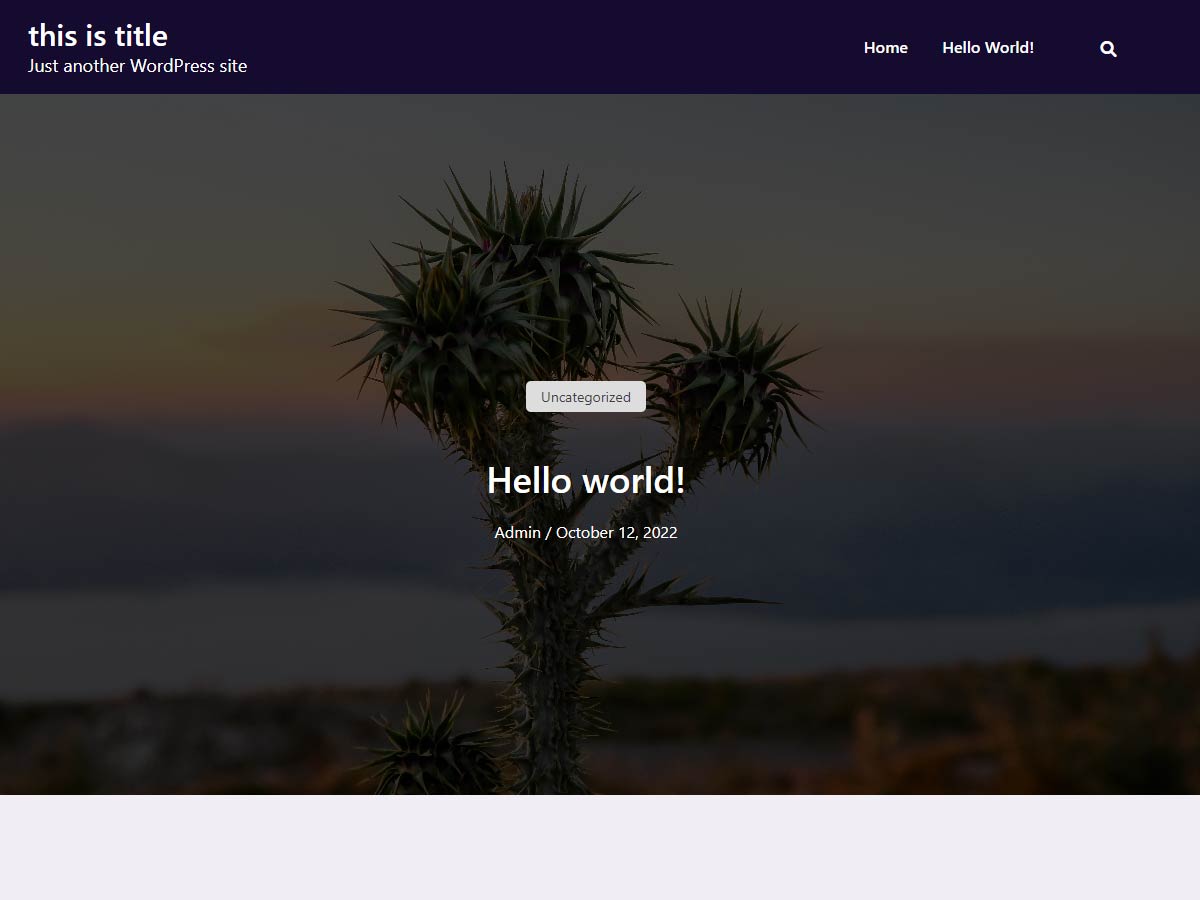 this is title
Just another WordPress site
Home
Hello World!
Uncategorized
Hello world!
Admin / October 12, 2022